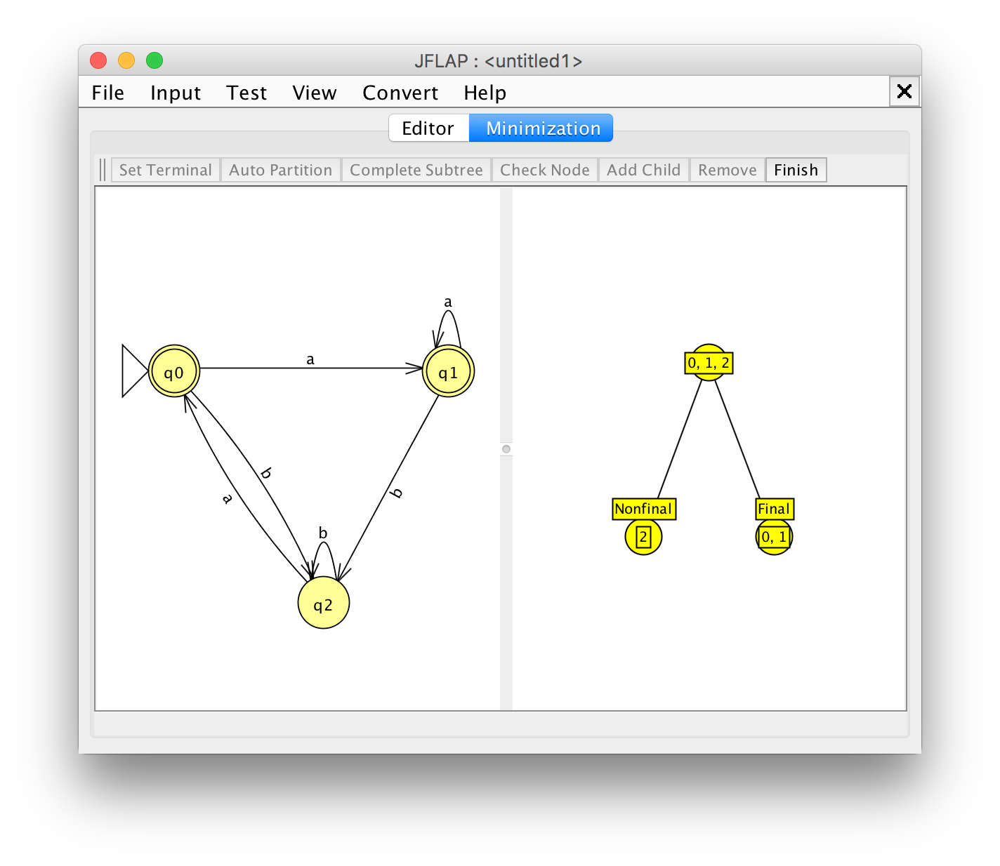 JFLAP : <untitled1>
File Input Test View Convert Help
Editor Minimization
Set Terminal Auto Partition Complete Subtree Check Node Add Child Remove Finish
a
q0 a q1
0, 1, 2
b
a
b
Nonfinal Final
b
2 0, 1
q2